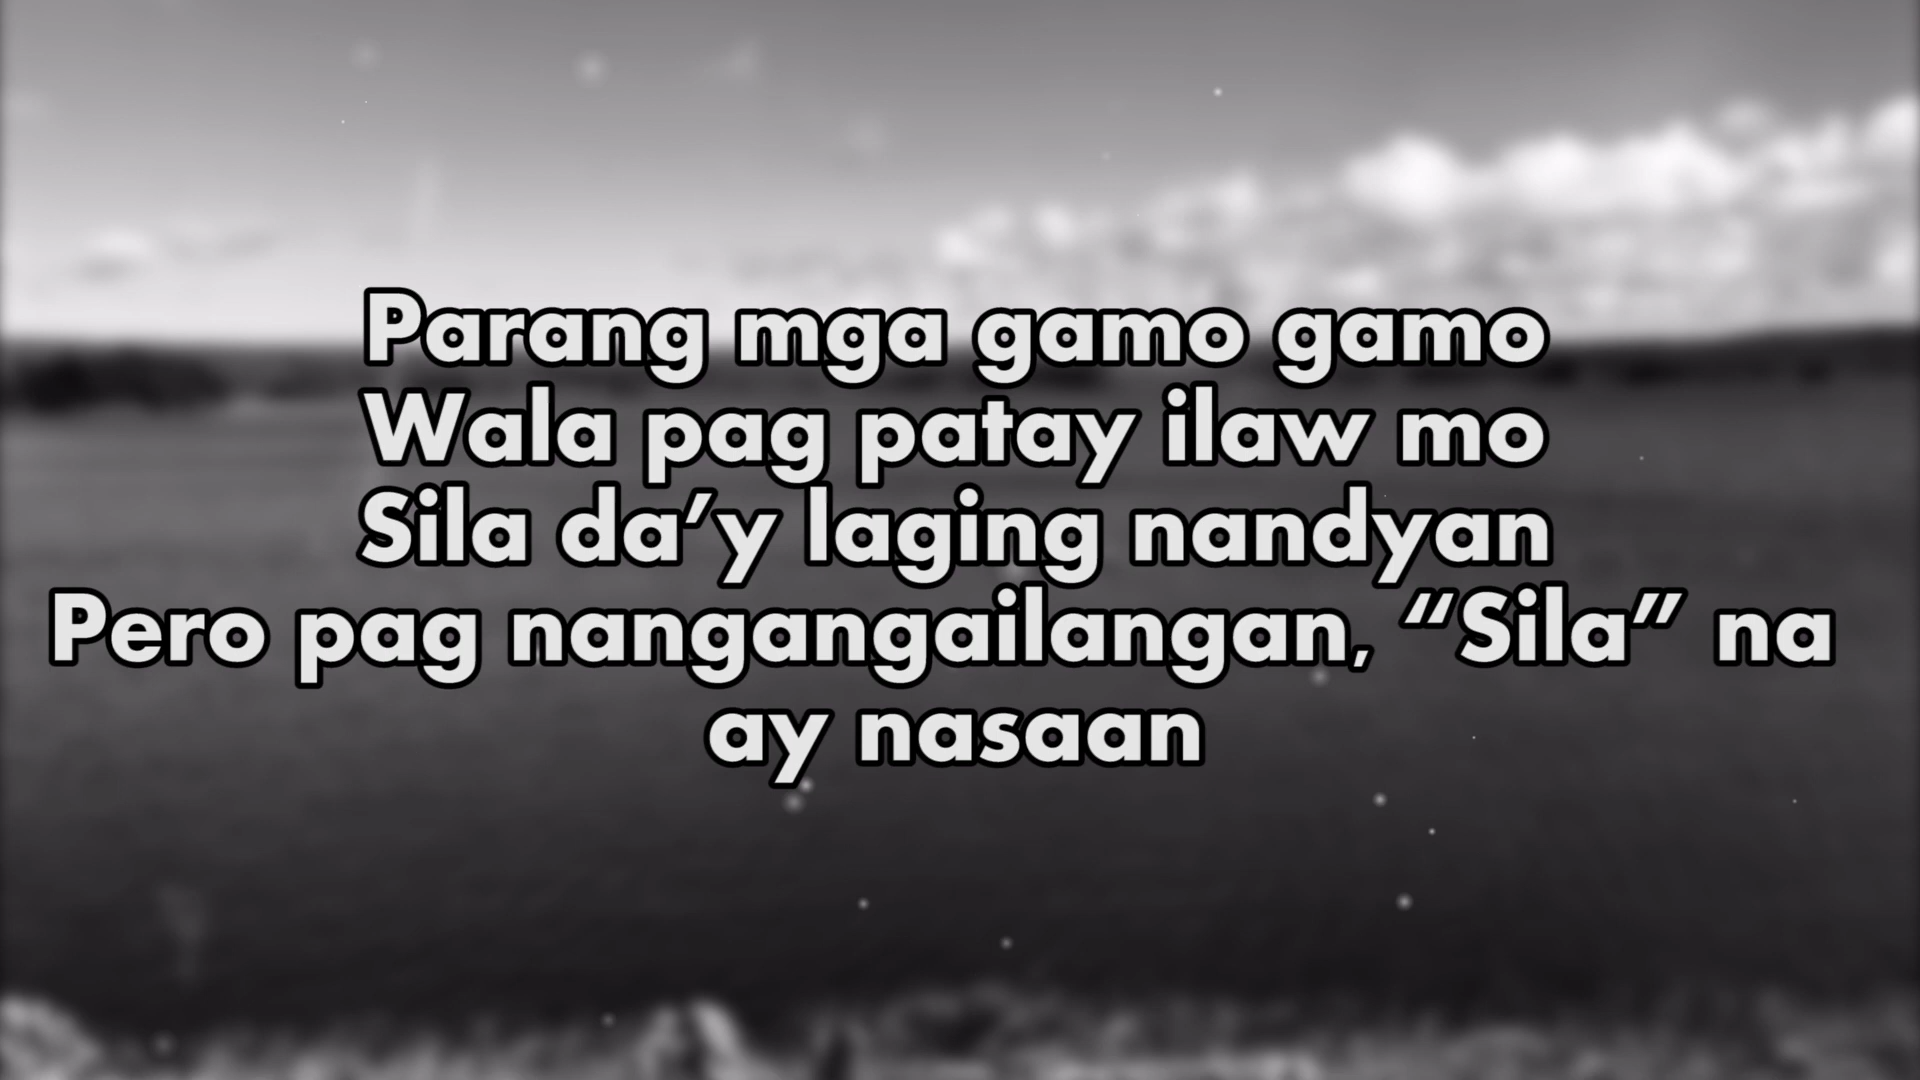 Parang mga gamo gamo
Wala pag patay ilaw mo
Sila da’y laging nandyan
Pero pag nangangailangan, “Sila” na
ay nasaan